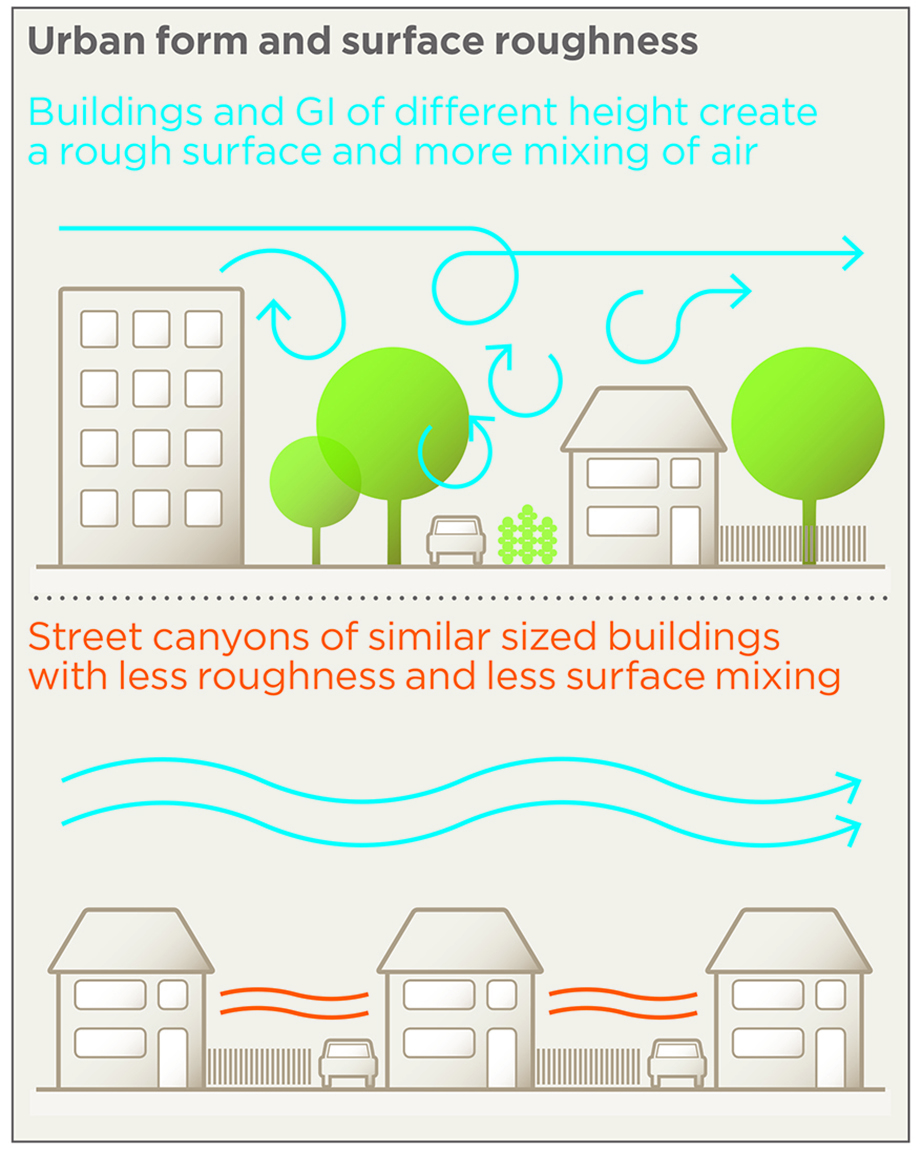 Urban form and surface roughness
Buildings and GI of different height create
a rough surface and more mixing of air
Street canyons of similar sized buildings
with less roughness and less surface mixing